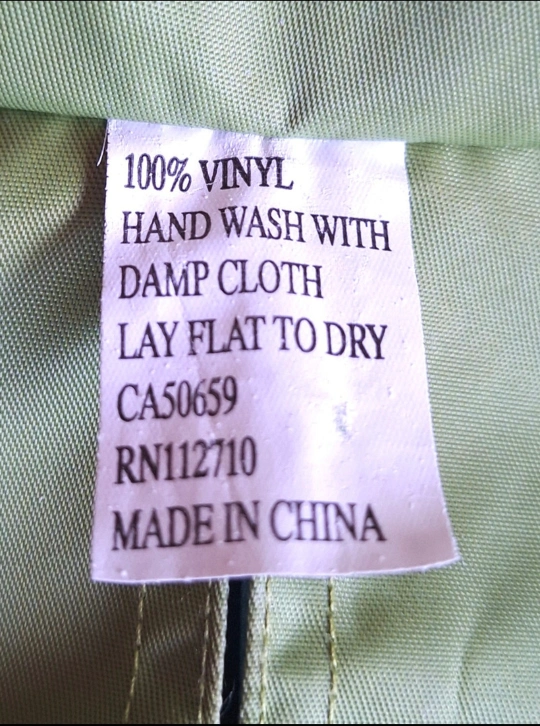 100% VINYL
HAND WASH WITH
DAMP CLOTH
LAY FLAT TO DRY
CA50659
RN112710
MADE IN CHINA